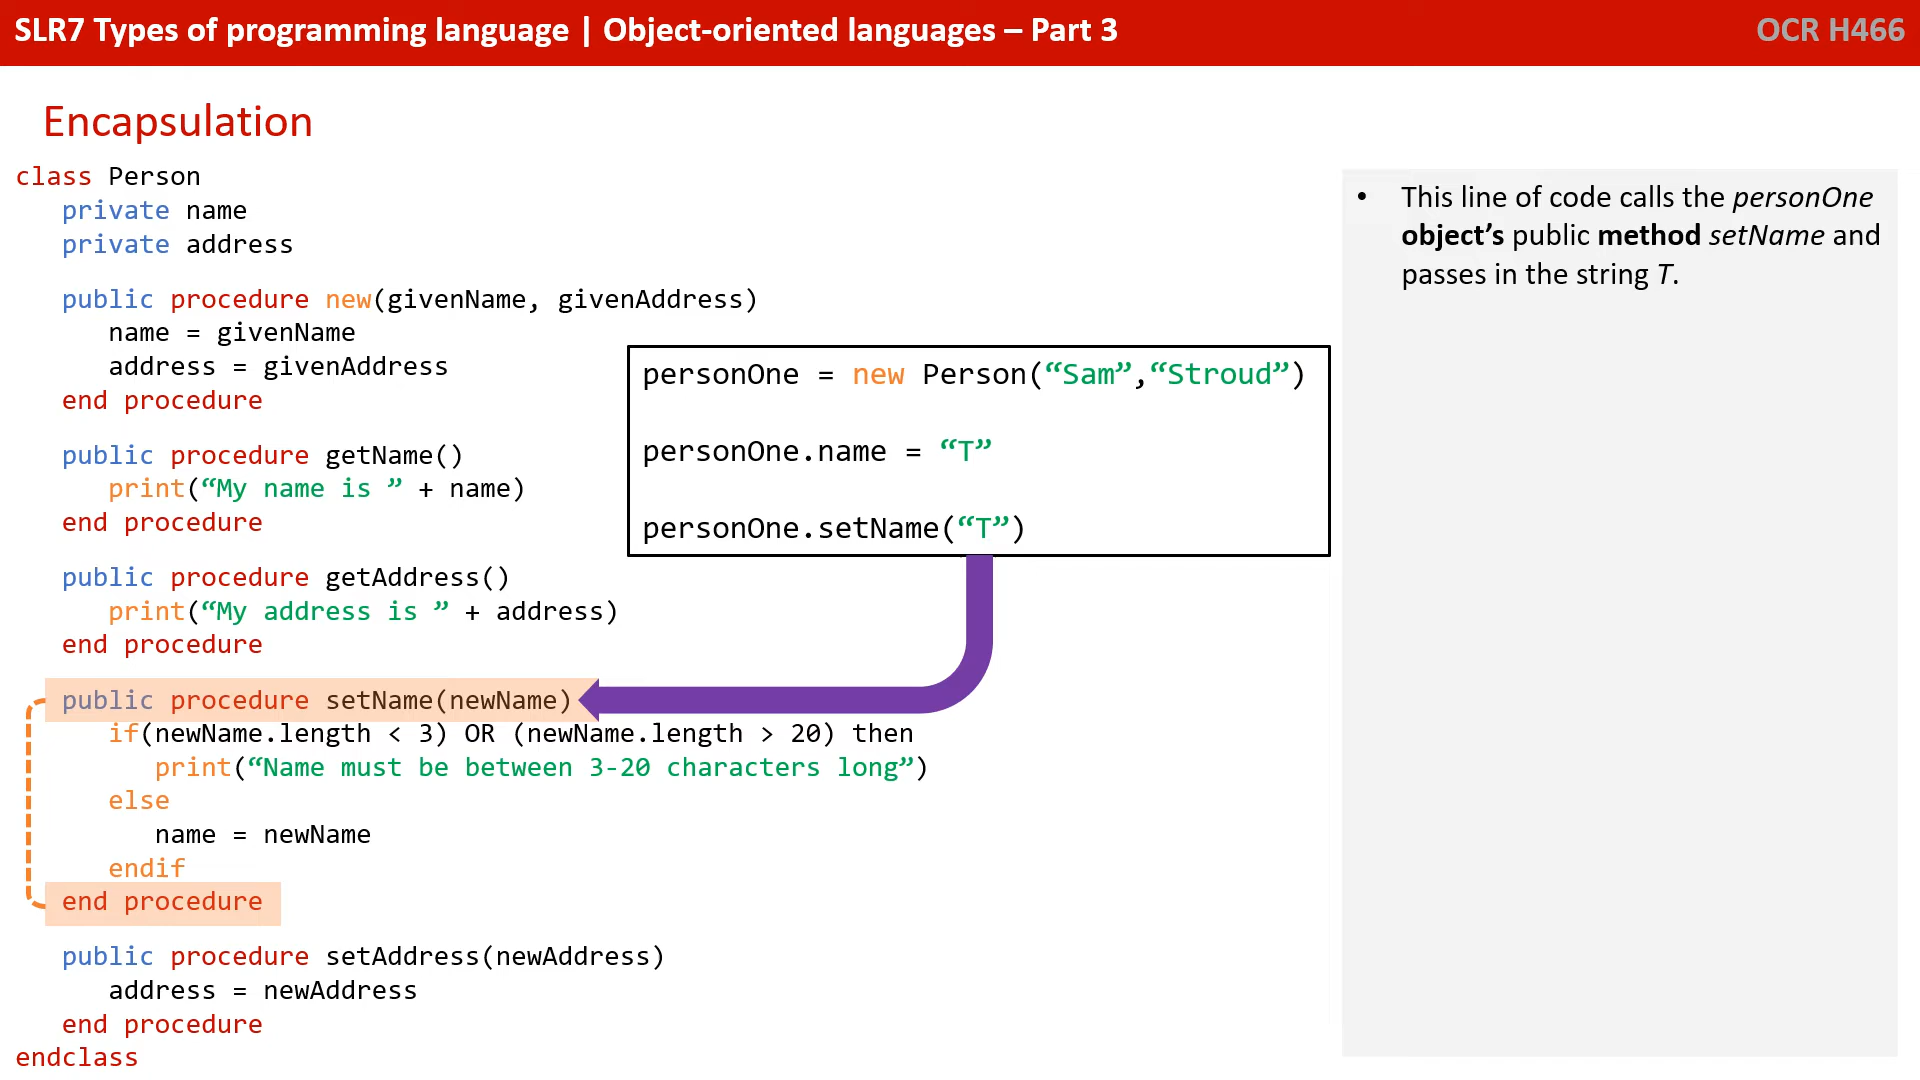 SLR7 Types of programming language | Object-oriented languages – Part 3
OCR H466
Encapsulation
class Person
private name
private address
public procedure new(givenName, givenAddress)
name = givenName
address = givenAddress
end procedure
public procedure getName()
print(“My name is ” + name)
end procedure
public procedure getAddress()
print(“My address is ” + address)
end procedure
public procedure setName(newName)
if(newName.length < 3) OR (newName.length > 20) then
print(“Name must be between 3-20 characters long”)
else
name = newName
endif
end procedure
public procedure setAddress(newAddress)
address = newAddress
end procedure
endclass
personOne = new Person(“Sam”,“Stroud”)
personOne.name = “T”
personOne.setName(“T”)
• This line of code calls the personOne
object’s public method setName and
passes in the string T.